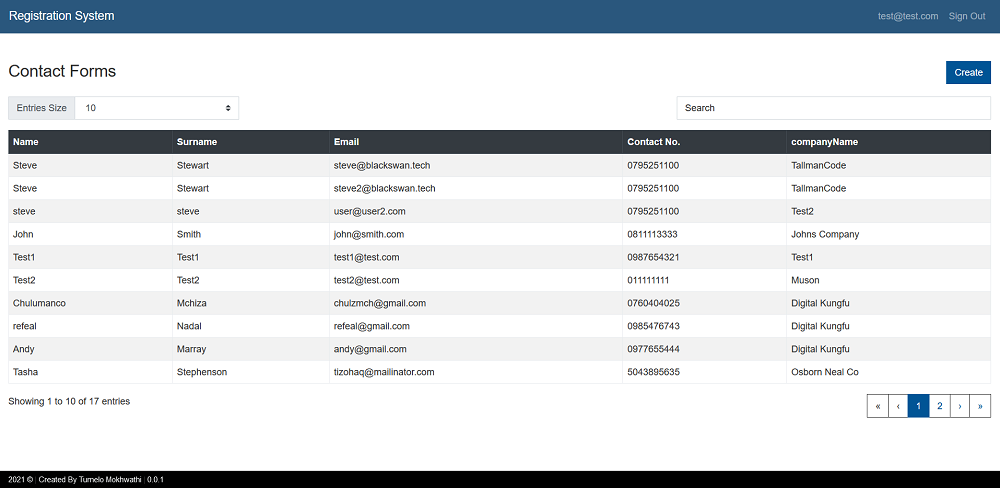 Registration System test@test.com Sign Out
Contact Forms Create
Entries Size 10 Search
Name Surname Email Contact No. companyName
Steve Stewart steve@blackswan.tech 0795251100 TallmanCode
Steve Stewart steve2@blackswan.tech 0795251100 TallmanCode
steve steve user@user2.com 0795251100 Test2
John Smith john@smith.com 0811113333 Johns Company
Test1 Test1 test1@test.com 0987654321 Test1
Test2 Test2 test2@test.com 011111111 Muson
Chulumanco Mchiza chulzmch@gmail.com 0760404025 Digital Kungfu
refeal Nadal refeal@gmail.com 0985476743 Digital Kungfu
Andy Marray andy@gmail.com 0977655444 Digital Kungfu
Tasha Stephenson tizohaq@mailinator.com 5043895635 Osborn Neal Co
Showing 1 to 10 of 17 entries « ‹ 1 2 › »
2021 © | Created By Tumelo Mokhwathi | 0.0.1